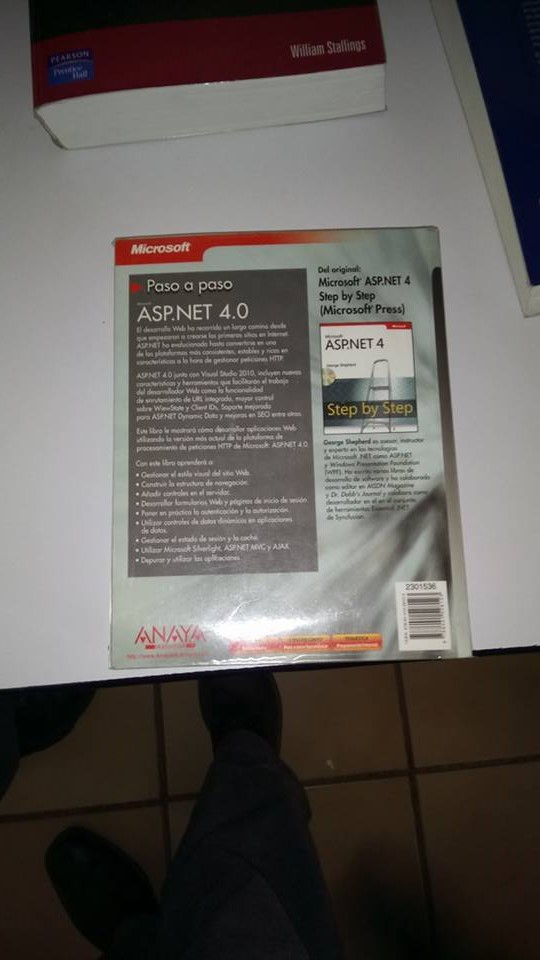 PEARSON
Prentice
Hall
William Stallings
Microsoft
Paso a paso
Microsoft
ASP.NET 4.0
El desarrollo Web ha recorrido un largo camino desde
que empezaron a crearse los primeros sitios en Internet.
ASP.NET ha evolucionado hasta convertirse en una
de las plataformas más consistentes, estables y ricas en
características a la hora de gestionar peticiones HTTP.
ASP.NET 4.0 junto con Visual Studio 2010, incluyen nuevas
características y herramientas que facilitarán el trabajo
del desarrollador Web como la funcionalidad
de enrutamiento de URL integrada, mayor control
sobre ViewState y Client IDs, Soporte mejorado
para ASP.NET Dynamic Data y mejoras en SEO entre otras.
Este libro le mostrará cómo desarrollar aplicaciones Web
utilizando la versión más actual de la plataforma de
procesamiento de peticiones HTTP de Microsoft: ASP.NET 4.0.
Con este libro aprenderá a:
• Gestionar el estilo visual del sitio Web.
• Construir la estructura de navegación.
• Añadir controles en el servidor.
• Desarrollar formularios Web y páginas de inicio de sesión.
• Poner en práctica la autenticación y la autorización.
• Utilizar controles de datos dinámicos en aplicaciones
de datos.
• Gestionar el estado de sesión y la caché.
• Utilizar Microsoft Silverlight, ASP.NET MVC y AJAX.
• Depurar y utilizar las aplicaciones.
Del original:
Microsoft® ASP.NET 4
Step by Step
(Microsoft Press)
Microsoft
Microsoft
ASP.NET 4
George Shepherd
Step by Step
George Shepherd es asesor, instructor
y experto en las tecnologías
de Microsoft .NET como ASP.NET
y Windows Presentation Foundation
(WPF). Ha escrito varios libros de
desarrollo de software y ha colaborado
como editor en MSDN Magazine
y Dr. Dobb's Journal y colabora como
desarrollador en el conjunto
de herramientas Essential .NET
de Syncfusion.
2301536
ANAYA
MULTIMEDIA